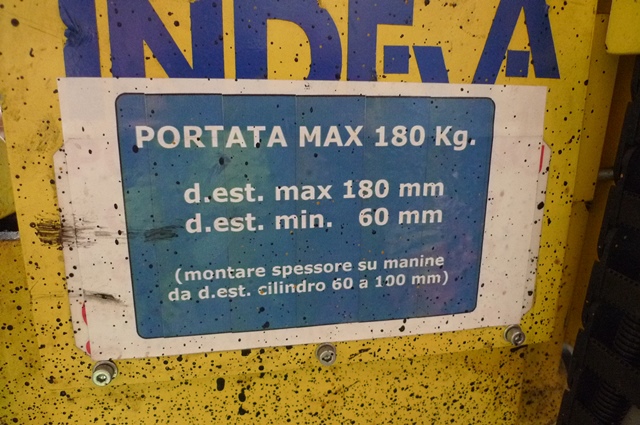 INDEVA
PORTATA MAX 180 Kg.
d.est. max 180 mm
d.est. min. 60 mm
(montare spessore su manine
da d.est. cilindro 60 a 100 mm)